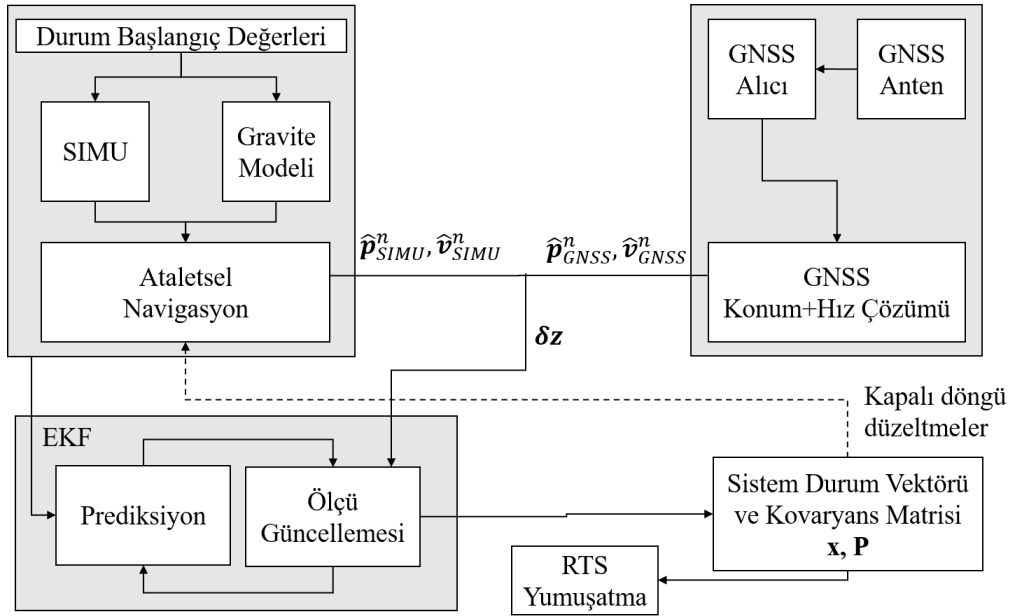 Durum Başlangıç Değerleri
SIMU
Gravite
Modeli
Ataletsel
Navigasyon
GNSS
Alıcı
GNSS
Anten
GNSS
Konum+Hız Çözümü
p̂ⁿ_SIMU, v̂ⁿ_SIMU
p̂ⁿ_GNSS, v̂ⁿ_GNSS
δz
Kapalı döngü
düzeltmeler
EKF
Prediksiyon
Ölçü
Güncellemesi
Sistem Durum Vektörü
ve Kovaryans Matrisi
x, P
RTS
Yumuşatma